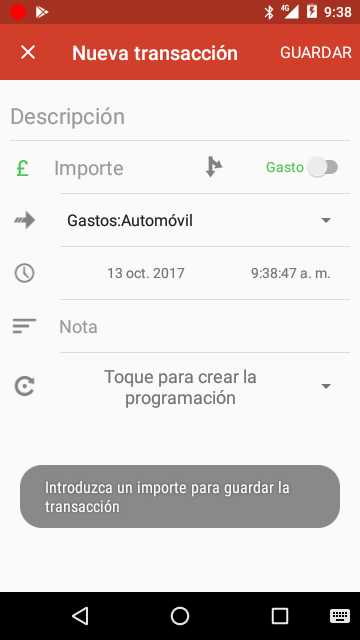 4G 9:38
Nueva transacción GUARDAR
Descripción
£ Importe Gasto
Gastos:Automóvil
13 oct. 2017 9:38:47 a. m.
Nota
Toque para crear la
programación
Introduzca un importe para guardar la
transacción